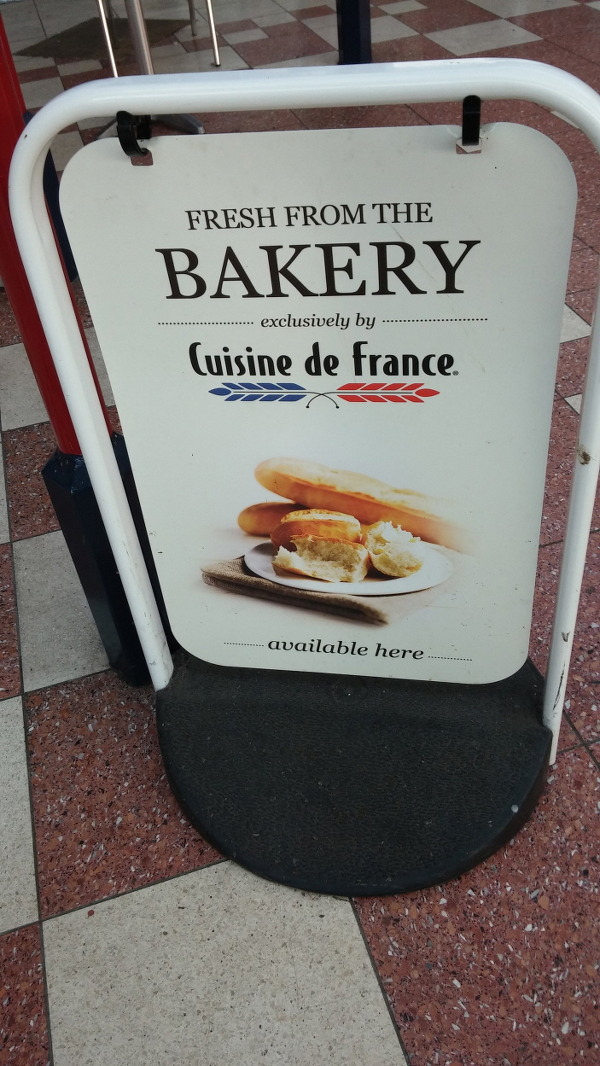 FRESH FROM THE
BAKERY
exclusively by
Cuisine de France®
available here